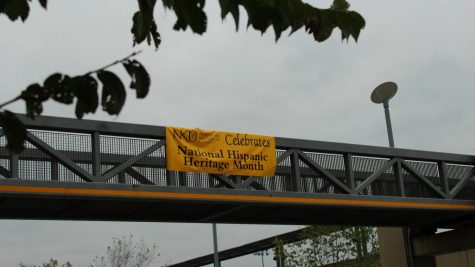 NKU Celebrates
National Hispanic
Heritage Month